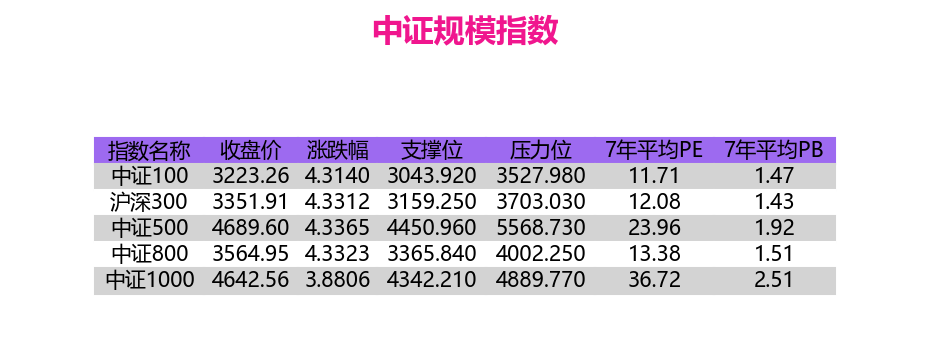 中证规模指数
指数名称 收盘价 涨跌幅 支撑位 压力位 7年平均PE 7年平均PB
中证100 3223.26 4.3140 3043.920 3527.980 11.71 1.47
沪深300 3351.91 4.3312 3159.250 3703.030 12.08 1.43
中证500 4689.60 4.3365 4450.960 5568.730 23.96 1.92
中证800 3564.95 4.3323 3365.840 4002.250 13.38 1.51
中证1000 4642.56 3.8806 4342.210 4889.770 36.72 2.51